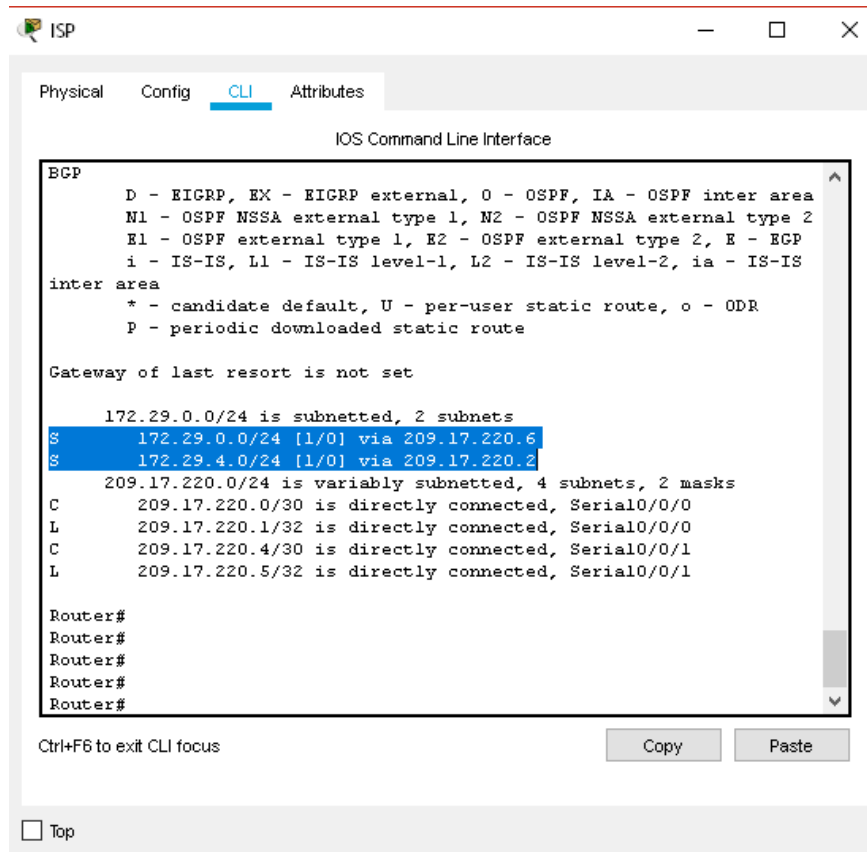 ISP
Physical Config CLI Attributes
IOS Command Line Interface
BGP
D - EIGRP, EX - EIGRP external, O - OSPF, IA - OSPF inter area
N1 - OSPF NSSA external type 1, N2 - OSPF NSSA external type 2
E1 - OSPF external type 1, E2 - OSPF external type 2, E - EGP
i - IS-IS, L1 - IS-IS level-1, L2 - IS-IS level-2, ia - IS-IS
inter area
* - candidate default, U - per-user static route, o - ODR
P - periodic downloaded static route
Gateway of last resort is not set
172.29.0.0/24 is subnetted, 2 subnets
S 172.29.0.0/24 [1/0] via 209.17.220.6
S 172.29.4.0/24 [1/0] via 209.17.220.2
209.17.220.0/24 is variably subnetted, 4 subnets, 2 masks
C 209.17.220.0/30 is directly connected, Serial0/0/0
L 209.17.220.1/32 is directly connected, Serial0/0/0
C 209.17.220.4/30 is directly connected, Serial0/0/1
L 209.17.220.5/32 is directly connected, Serial0/0/1
Router#
Router#
Router#
Router#
Router#
Ctrl+F6 to exit CLI focus Copy Paste
Top